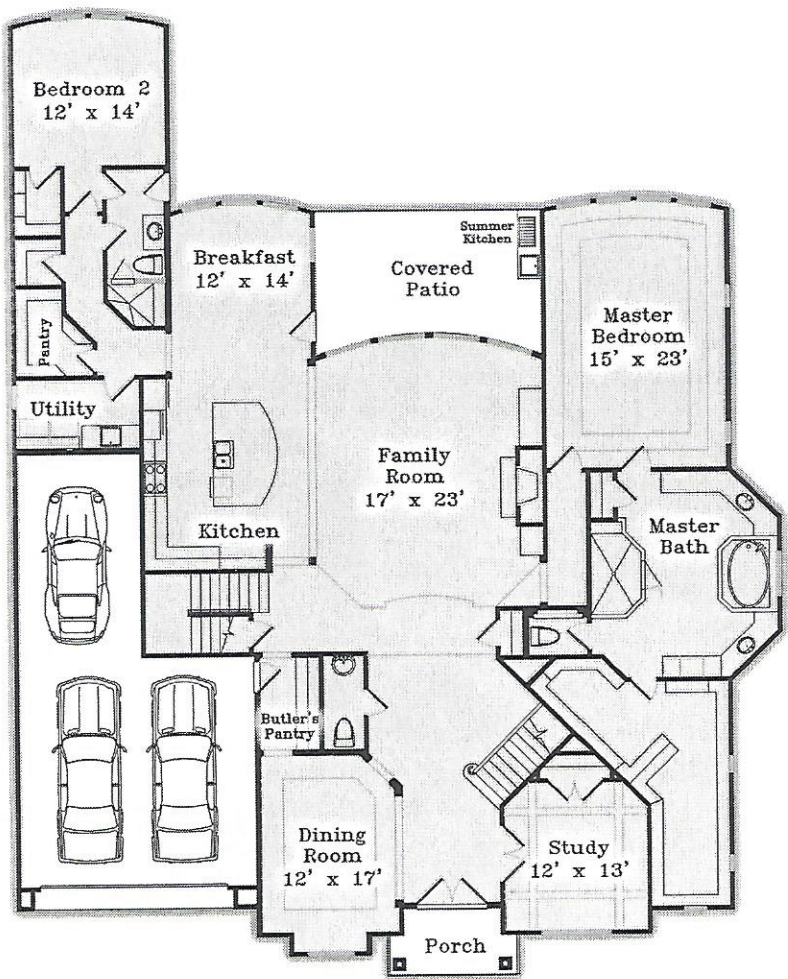 Bedroom 2
12' x 14'
Breakfast
12' x 14'
Summer
Kitchen
Covered
Patio
Master
Bedroom
15' x 23'
Pantry
Utility
Family
Room
17' x 23'
Kitchen
Master
Bath
Butler's
Pantry
Dining
Room
12' x 17'
Study
12' x 13'
Porch